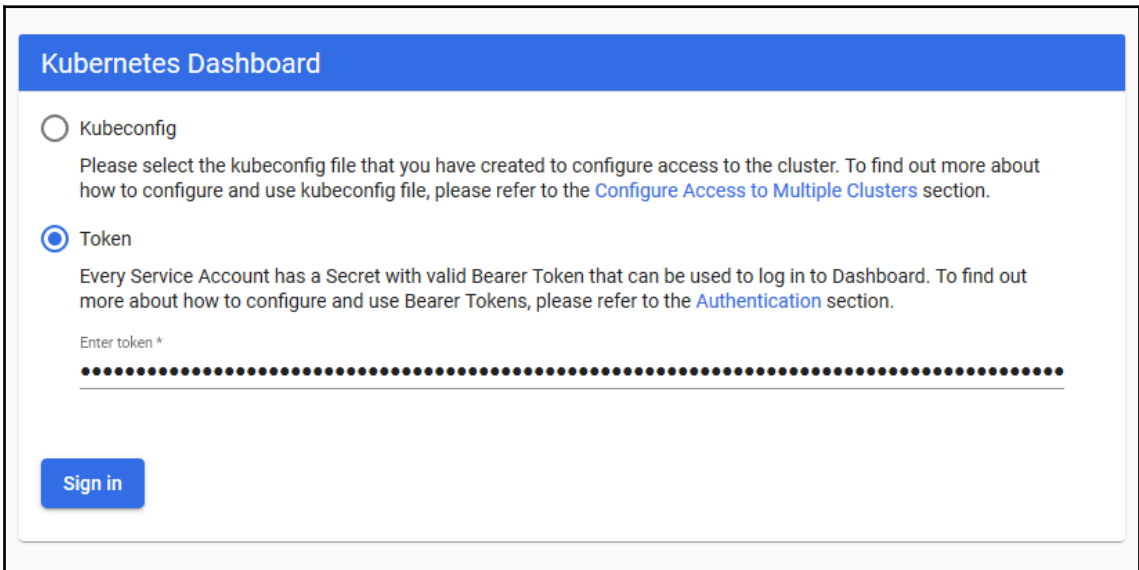 Kubernetes Dashboard
Kubeconfig
Please select the kubeconfig file that you have created to configure access to the cluster. To find out more about
how to configure and use kubeconfig file, please refer to the Configure Access to Multiple Clusters section.
Token
Every Service Account has a Secret with valid Bearer Token that can be used to log in to Dashboard. To find out
more about how to configure and use Bearer Tokens, please refer to the Authentication section.
Enter token *
Sign in